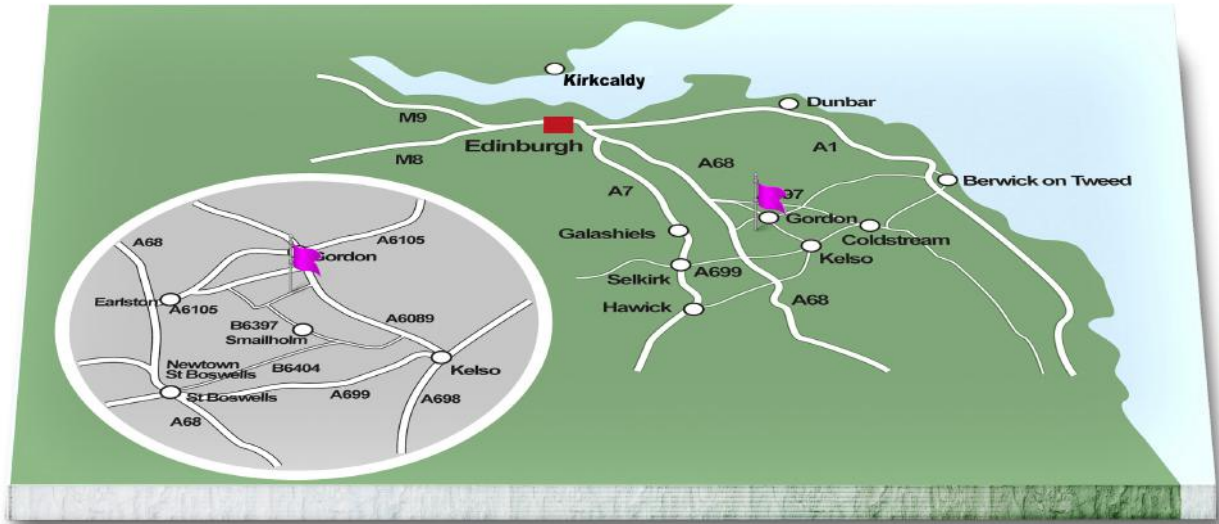 Kirkcaldy
Dunbar
M9
Edinburgh
M8
A68
A1
A7
97
Berwick on Tweed
Gordon
Galashiels
Coldstream
Kelso
Selkirk
A699
Hawick
A68
A68
A6105
Gordon
Earlston
A6105
B6397
Smailholm
A6089
Newtown
St Boswells
B6404
Kelso
St Boswells
A699
A698
A68